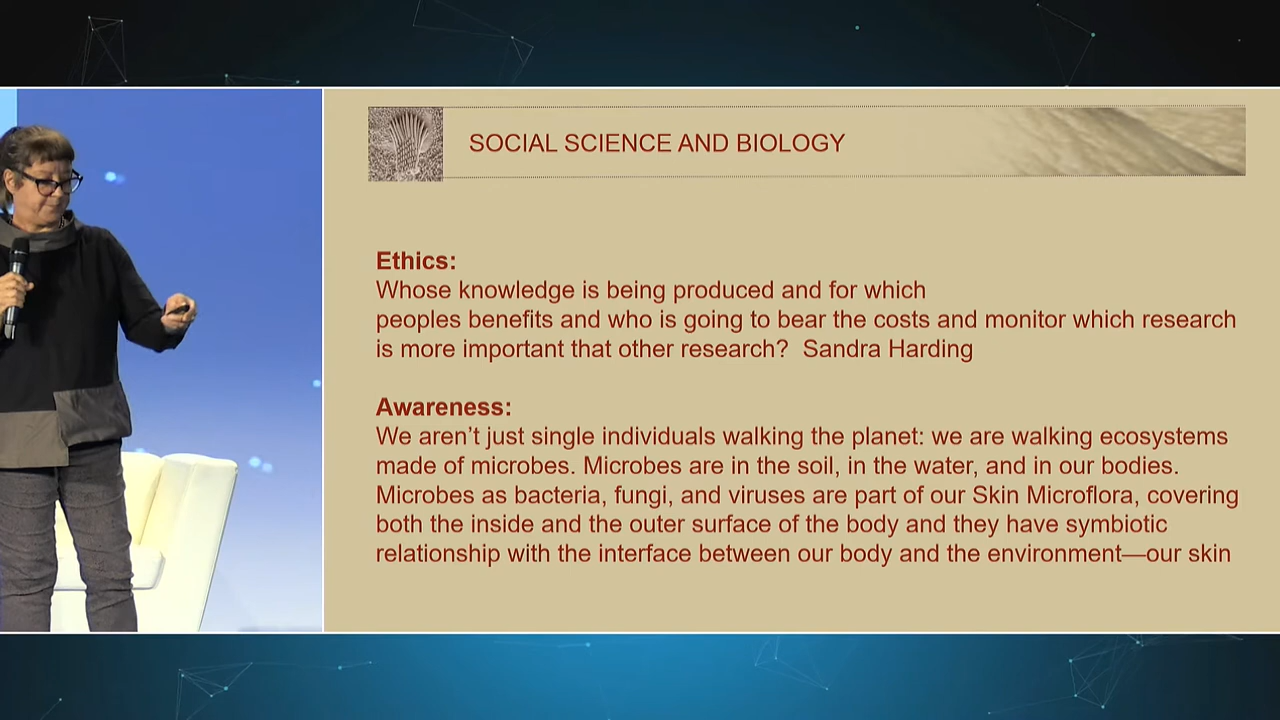 SOCIAL SCIENCE AND BIOLOGY
Ethics:
Whose knowledge is being produced and for which
peoples benefits and who is going to bear the costs and monitor which research
is more important that other research?  Sandra Harding
Awareness:
We aren’t just single individuals walking the planet: we are walking ecosystems
made of microbes. Microbes are in the soil, in the water, and in our bodies.
Microbes as bacteria, fungi, and viruses are part of our Skin Microflora, covering
both the inside and the outer surface of the body and they have symbiotic
relationship with the interface between our body and the environment—our skin